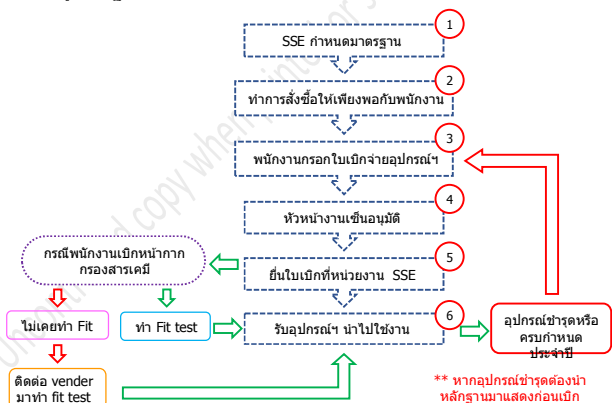 1
SSE กำหนดมาตรฐาน
2
ทำการสั่งซื้อให้เพียงพอกับพนักงาน
3
พนักงานกรอกใบเบิกจ่ายอุปกรณ์ฯ
4
หัวหน้างานเซ็นอนุมัติ
กรณีพนักงานเบิกหน้ากาก
กรองสารเคมี
5
ยื่นใบเบิกที่หน่วยงาน SSE
6
ไม่เคยทำ Fit
ทำ Fit test
รับอุปกรณ์ฯ นำไปใช้งาน
อุปกรณ์ชำรุดหรือ
ครบกำหนด
ประจำปี
ติดต่อ vender
มาทำ fit test
** หากอุปกรณ์ชำรุดต้องนำ
หลักฐานมาแสดงก่อนเบิก
Uncontrolled copy when